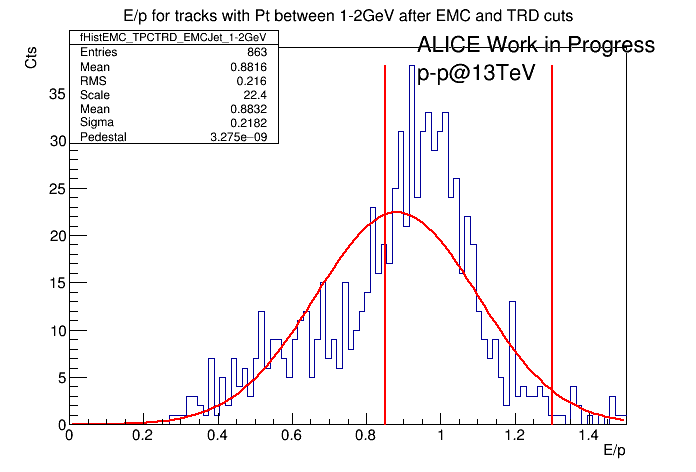 E/p for tracks with Pt between 1-2GeV after EMC and TRD cuts
Cts
fHistEMC_TPCTRD_EMCJet_1-2GeV
Entries 863
Mean 0.8816
RMS 0.216
Scale 22.4
Mean 0.8832
Sigma 0.2182
Pedestal 3.275e-09
ALICE Work in Progress
p-p@13TeV
35
30
25
20
15
10
5
0
0 0.2 0.4 0.6 0.8 1 1.2 1.4
E/p